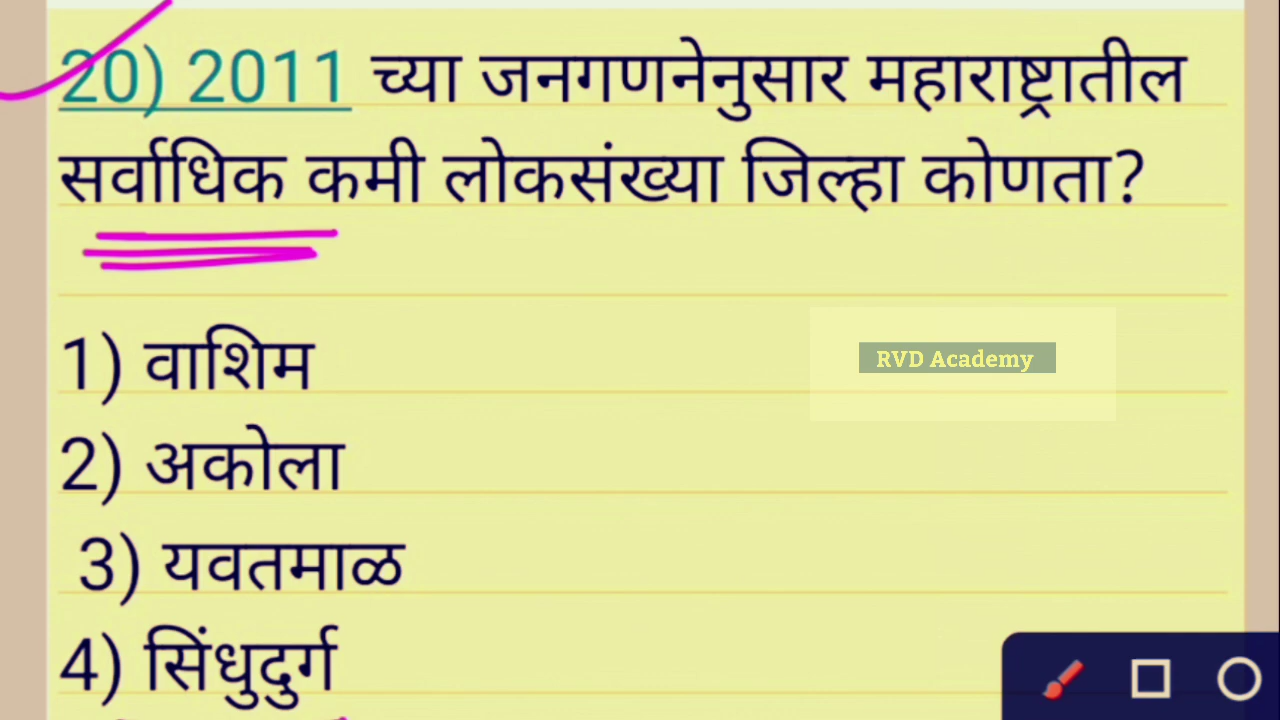 20) 2011 च्या जनगणनेनुसार महाराष्ट्रातील
सर्वाधिक कमी लोकसंख्या जिल्हा कोणता?
1) वाशिम
RVD Academy
2) अकोला
3) यवतमाळ
4) सिंधुदुर्ग